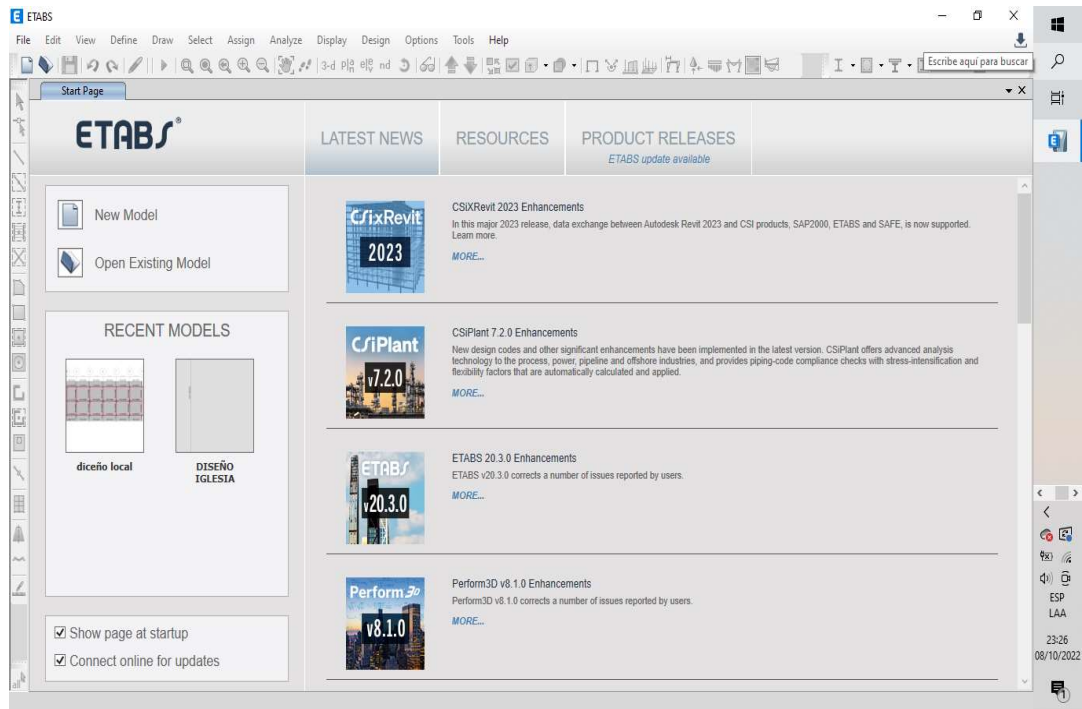 ETABS
File Edit View Define Draw Select Assign Analyze Display Design Options Tools Help
3-d nd
Escribe aquí para buscar
Start Page
ETABS®
LATEST NEWS
RESOURCES
PRODUCT RELEASES
ETABS update available
New Model
Open Existing Model
RECENT MODELS
diceño local
DISEÑO
IGLESIA
Show page at startup
Connect online for updates
CSixRevit
2023
CSiXRevit 2023 Enhancements
In this major 2023 release, data exchange between Autodesk Revit 2023 and CSI products, SAP2000, ETABS and SAFE, is now supported.
Learn more.
MORE...
CSiPlant
v7.2.0
CSiPlant 7.2.0 Enhancements
New design codes and other significant enhancements have been implemented in the latest version. CSiPlant offers advanced analysis
technology to the process, power, pipeline and offshore industries, and provides piping-code compliance checks with stress-intensification and
flexibility factors that are automatically calculated and applied.
MORE...
ETABS
v20.3.0
ETABS 20.3.0 Enhancements
ETABS v20.3.0 corrects a number of issues reported by users.
MORE...
Perform3D
v8.1.0
Perform3D v8.1.0 Enhancements
Perform3D v8.1.0 corrects a number of issues reported by users.
MORE...
ESP
LAA
23:26
08/10/2022
1